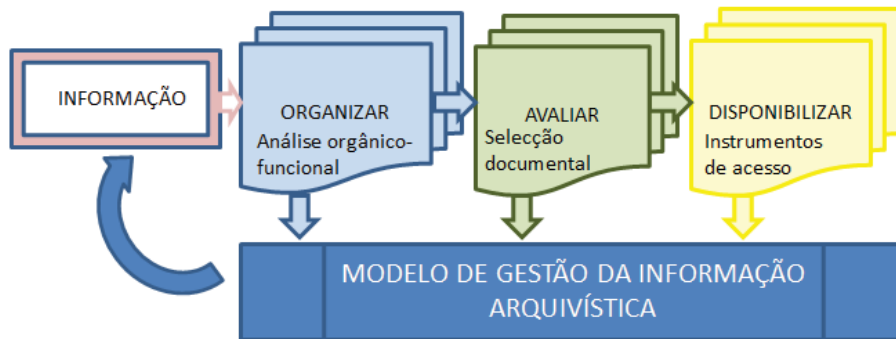 INFORMAÇÃO
ORGANIZAR
Análise orgânico-
funcional
AVALIAR
Selecção
documental
DISPONIBILIZAR
Instrumentos
de acesso
MODELO DE GESTÃO DA INFORMAÇÃO
ARQUIVÍSTICA